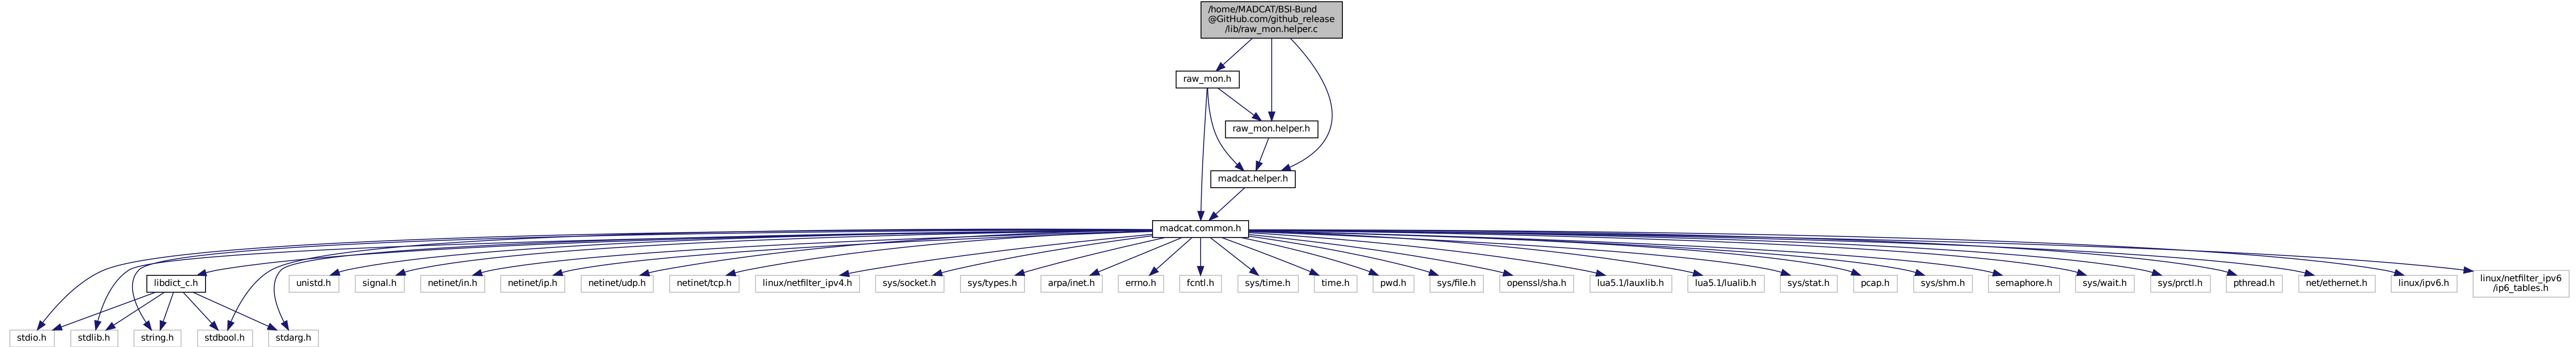 /home/MADCAT/BSI-Bund
@GitHub.com/github_release
/lib/raw_mon.helper.c
raw_mon.h
raw_mon.helper.h
madcat.helper.h
madcat.common.h
libdict_c.h
unistd.h
signal.h
netinet/in.h
netinet/ip.h
netinet/udp.h
netinet/tcp.h
linux/netfilter_ipv4.h
sys/socket.h
sys/types.h
arpa/inet.h
errno.h
fcntl.h
sys/time.h
time.h
pwd.h
sys/file.h
openssl/sha.h
lua5.1/lauxlib.h
lua5.1/lualib.h
sys/stat.h
pcap.h
sys/shm.h
semaphore.h
sys/wait.h
sys/prctl.h
pthread.h
net/ethernet.h
linux/ipv6.h
linux/netfilter_ipv6
/ip6_tables.h
stdio.h
stdlib.h
string.h
stdbool.h
stdarg.h